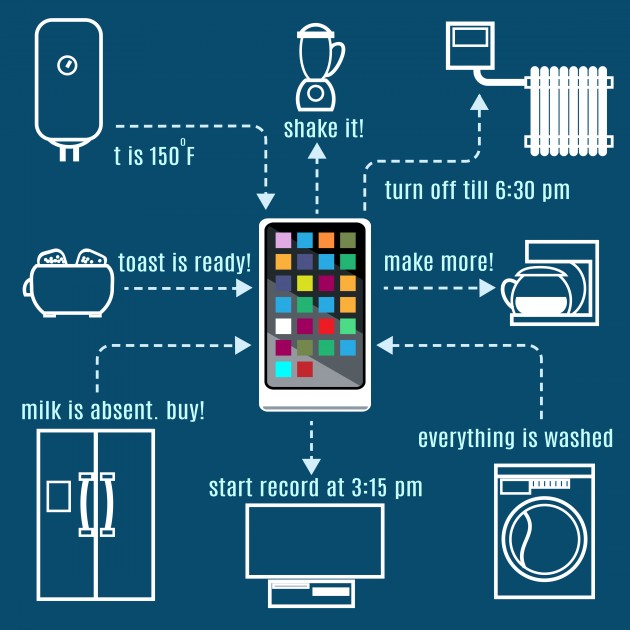 shake it!
t is 150°F
turn off till 6:30 pm
toast is ready!
make more!
milk is absent. buy!
everything is washed
start record at 3:15 pm